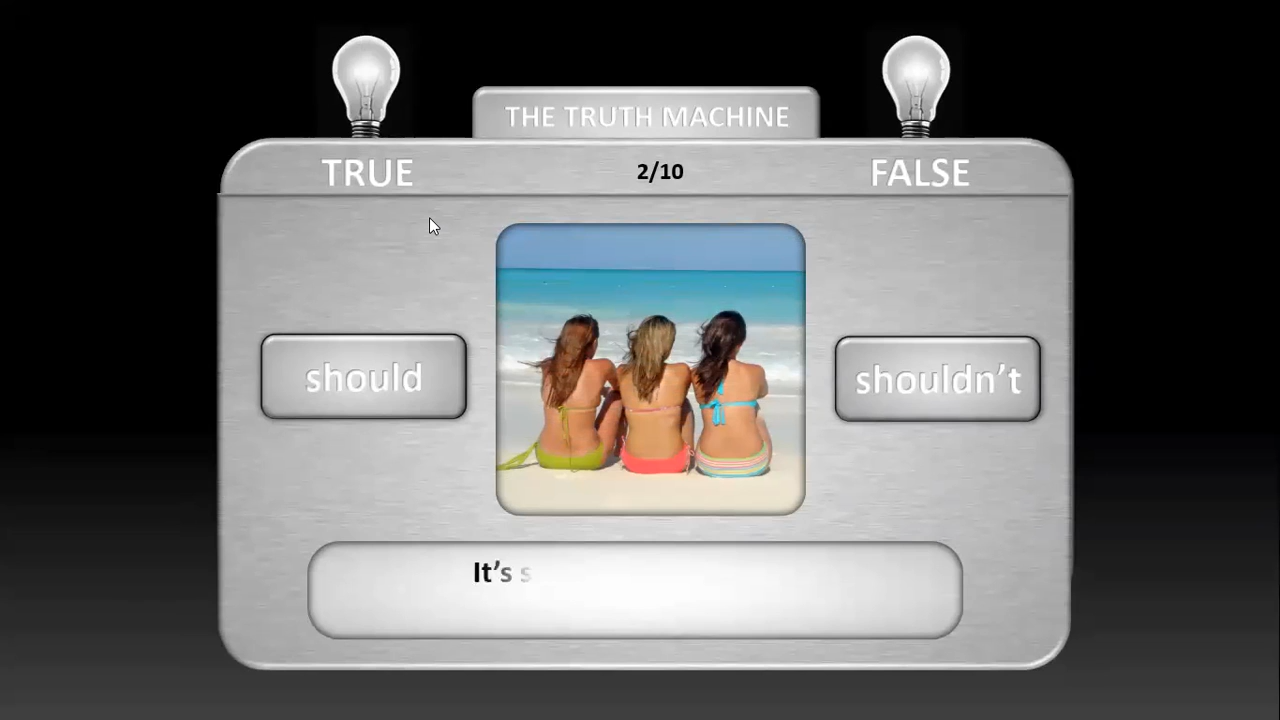 THE TRUTH MACHINE
TRUE
2/10
FALSE
should
shouldn’t
It’s s